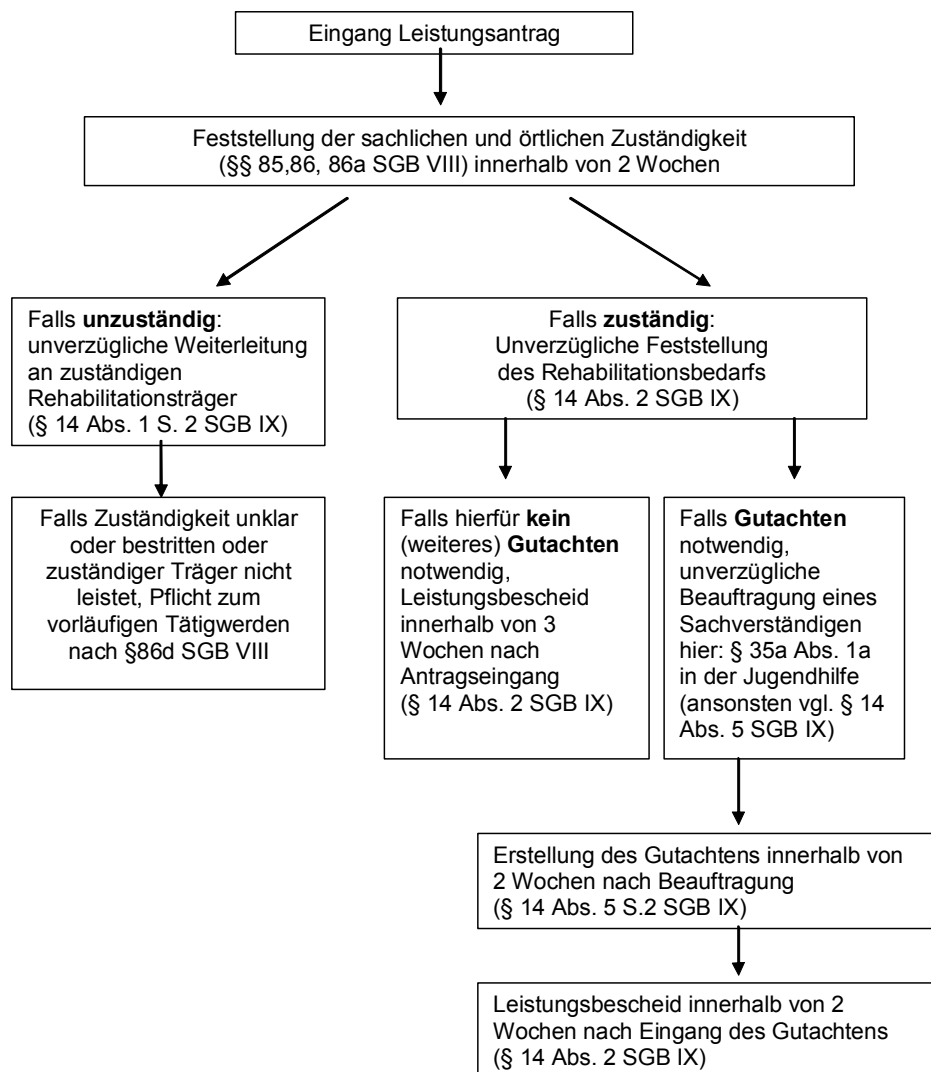 Eingang Leistungsantrag
Feststellung der sachlichen und örtlichen Zuständigkeit
(§§ 85,86, 86a SGB VIII) innerhalb von 2 Wochen
Falls unzuständig:
unverzügliche Weiterleitung
an zuständigen
Rehabilitationsträger
(§ 14 Abs. 1 S. 2 SGB IX)
Falls zuständig:
Unverzügliche Feststellung
des Rehabilitationsbedarfs
(§ 14 Abs. 2 SGB IX)
Falls Zuständigkeit unklar
oder bestritten oder
zuständiger Träger nicht
leistet, Pflicht zum
vorläufigen Tätigwerden
nach §86d SGB VIII
Falls hierfür kein
(weiteres) Gutachten
notwendig,
Leistungsbescheid
innerhalb von 3
Wochen nach
Antragseingang
(§ 14 Abs. 2 SGB IX)
Falls Gutachten
notwendig,
unverzügliche
Beauftragung eines
Sachverständigen
hier: § 35a Abs. 1a
in der Jugendhilfe
(ansonsten vgl. § 14
Abs. 5 SGB IX)
Erstellung des Gutachtens innerhalb von
2 Wochen nach Beauftragung
(§ 14 Abs. 5 S.2 SGB IX)
Leistungsbescheid innerhalb von 2
Wochen nach Eingang des Gutachtens
(§ 14 Abs. 2 SGB IX)